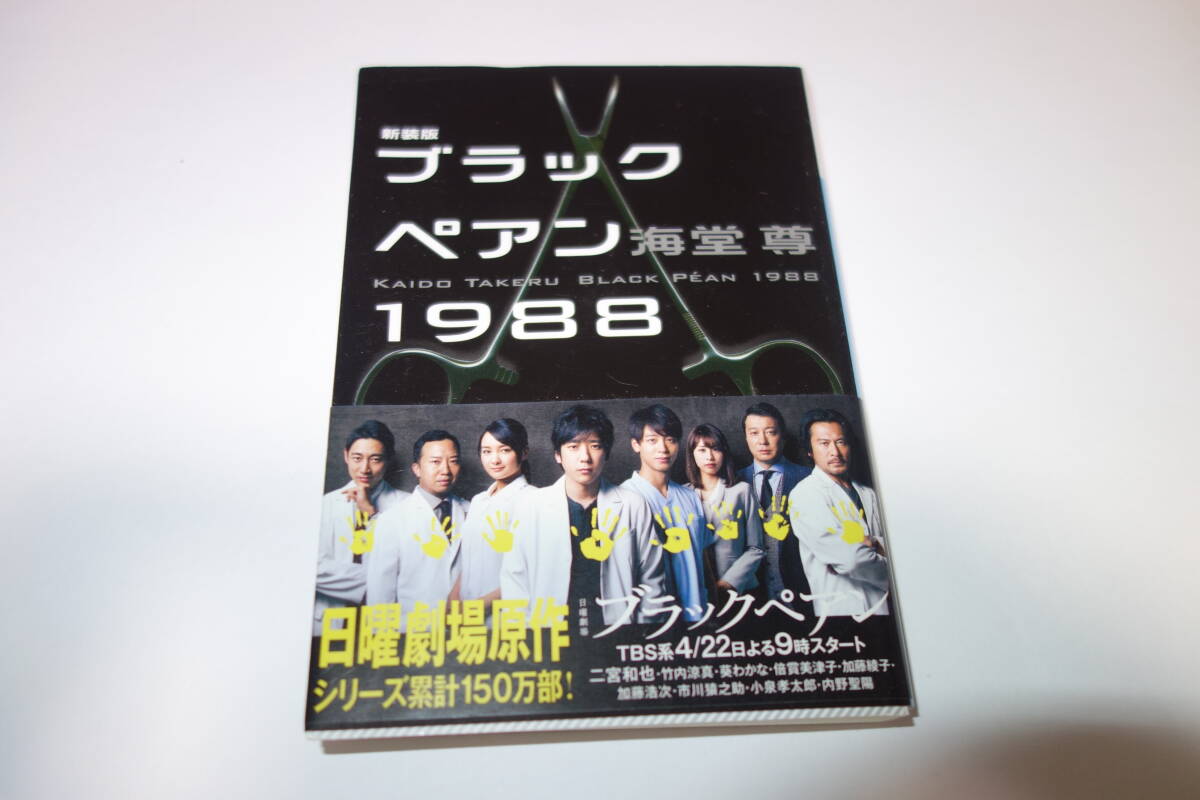 新装版
ブラック
ペアン海堂 尊
KAIDO TAKERU BLACK PÉAN 1988
1988
日曜劇場原作
シリーズ累計150万部!
日曜劇場
ブラックペアン
TBS系4/22日よる9時スタート
二宮和也・竹内涼真・葵わかな・倍賞美津子・加藤綾子・
加藤浩次・市川猿之助・小泉孝太郎・内野聖陽